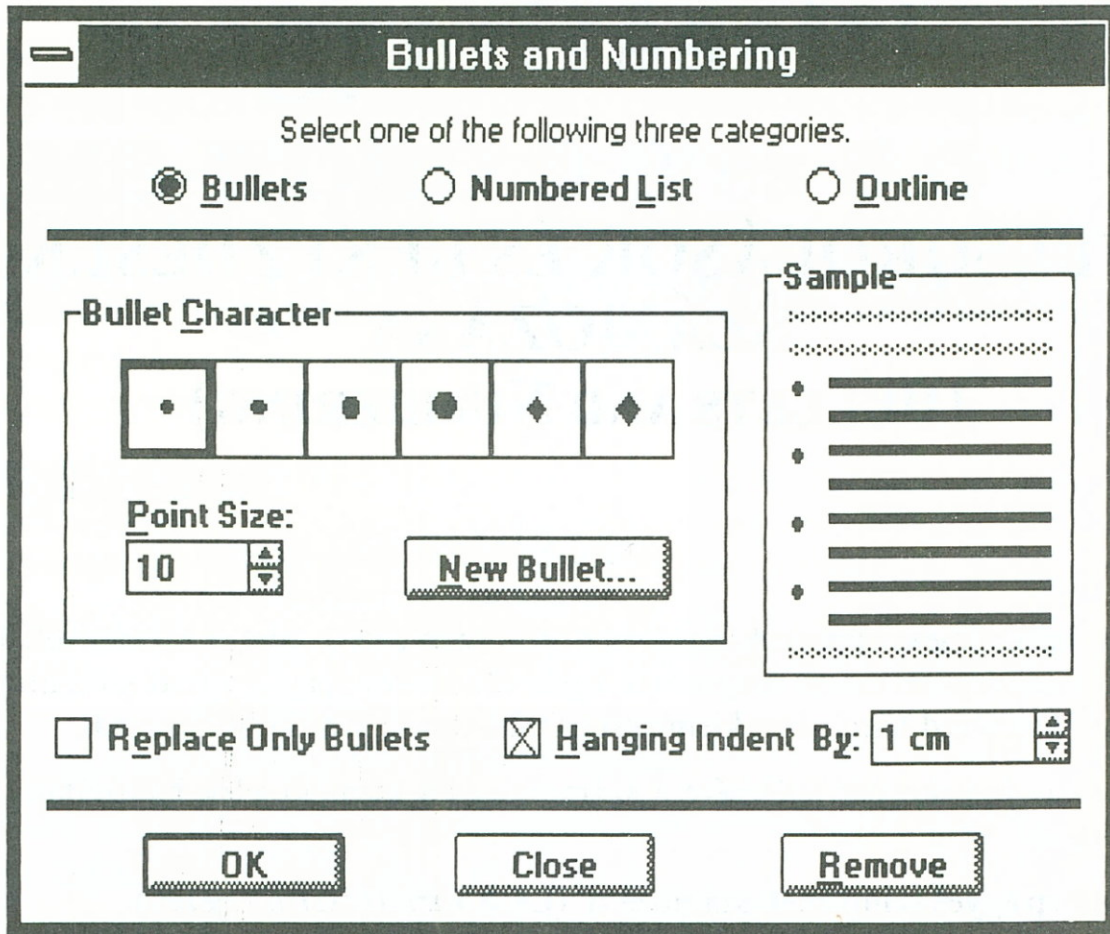 Bullets and Numbering
Select one of the following three categories.
Bullets Numbered List Outline
Bullet Character
Point Size:
10
New Bullet...
Sample
Replace Only Bullets Hanging Indent By: 1 cm
OK Close Remove